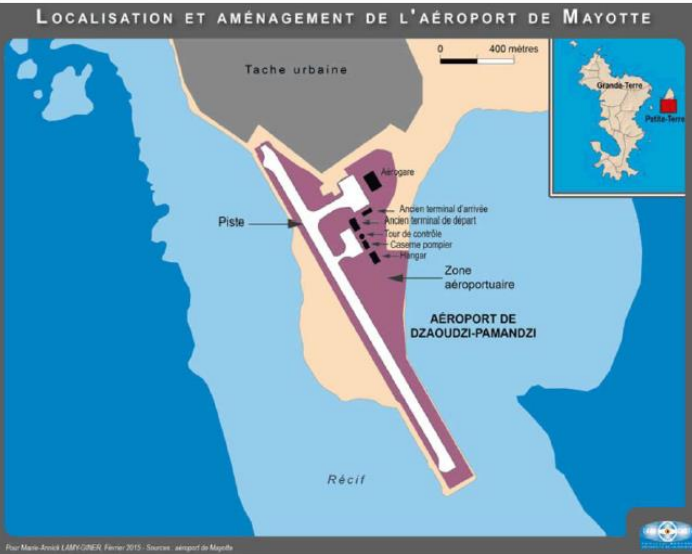 LOCALISATION ET AMÉNAGEMENT DE L'AÉROPORT DE MAYOTTE
0 400 mètres
Tache urbaine
Grande-Terre
Petite-Terre
Aérogare
Ancien terminal d'arrivée
Ancien terminal de départ
Piste
Tour de contrôle
Caserne pompier
Hangar
Zone
aéroportuaire
AÉROPORT DE
DZAOUDZI-PAMANDZI
Récif
Pour Marie-Annick LAMY-GINER, Février 2015 - Sources : aéroport de Mayotte